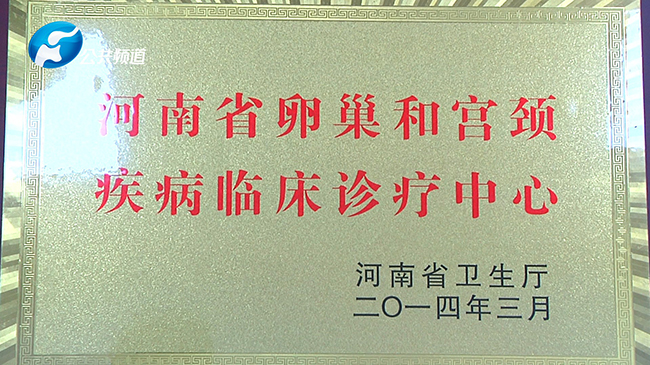 公共频道
河南省卵巢和宫颈
疾病临床诊疗中心
河南省卫生厅
二〇一四年三月